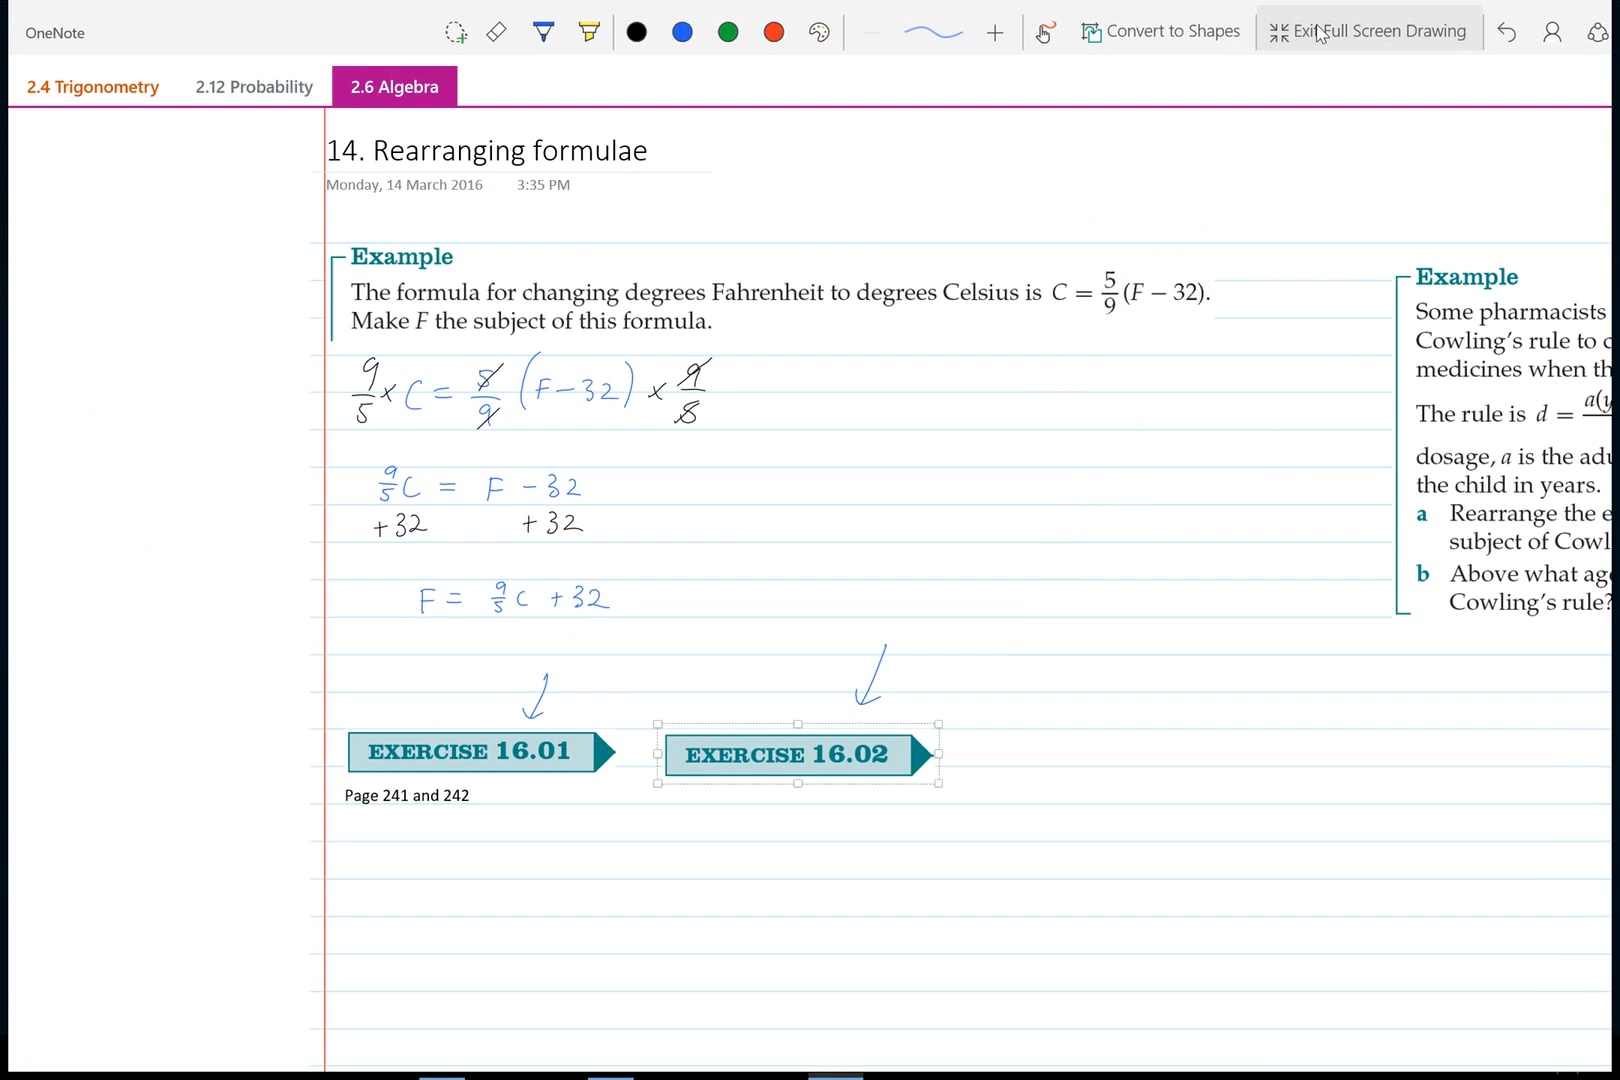 OneNote
Convert to Shapes
Exit Full Screen Drawing
2.4 Trigonometry
2.12 Probability
2.6 Algebra
14. Rearranging formulae
Monday, 14 March 2016 3:35 PM
Example
The formula for changing degrees Fahrenheit to degrees Celsius is C = 5/9 (F − 32).
Make F the subject of this formula.
9/5 × C = 5/9 (F − 32) × 9/5
9/5 C = F − 32
+ 32 + 32
F = 9/5 C + 32
EXERCISE 16.01
EXERCISE 16.02
Page 241 and 242
Example
Some pharmacists
Cowling's rule to
medicines when
The rule is d =
dosage, a is the
the child in years.
a Rearrange the
subject of
b Above what
Cowling's rule?